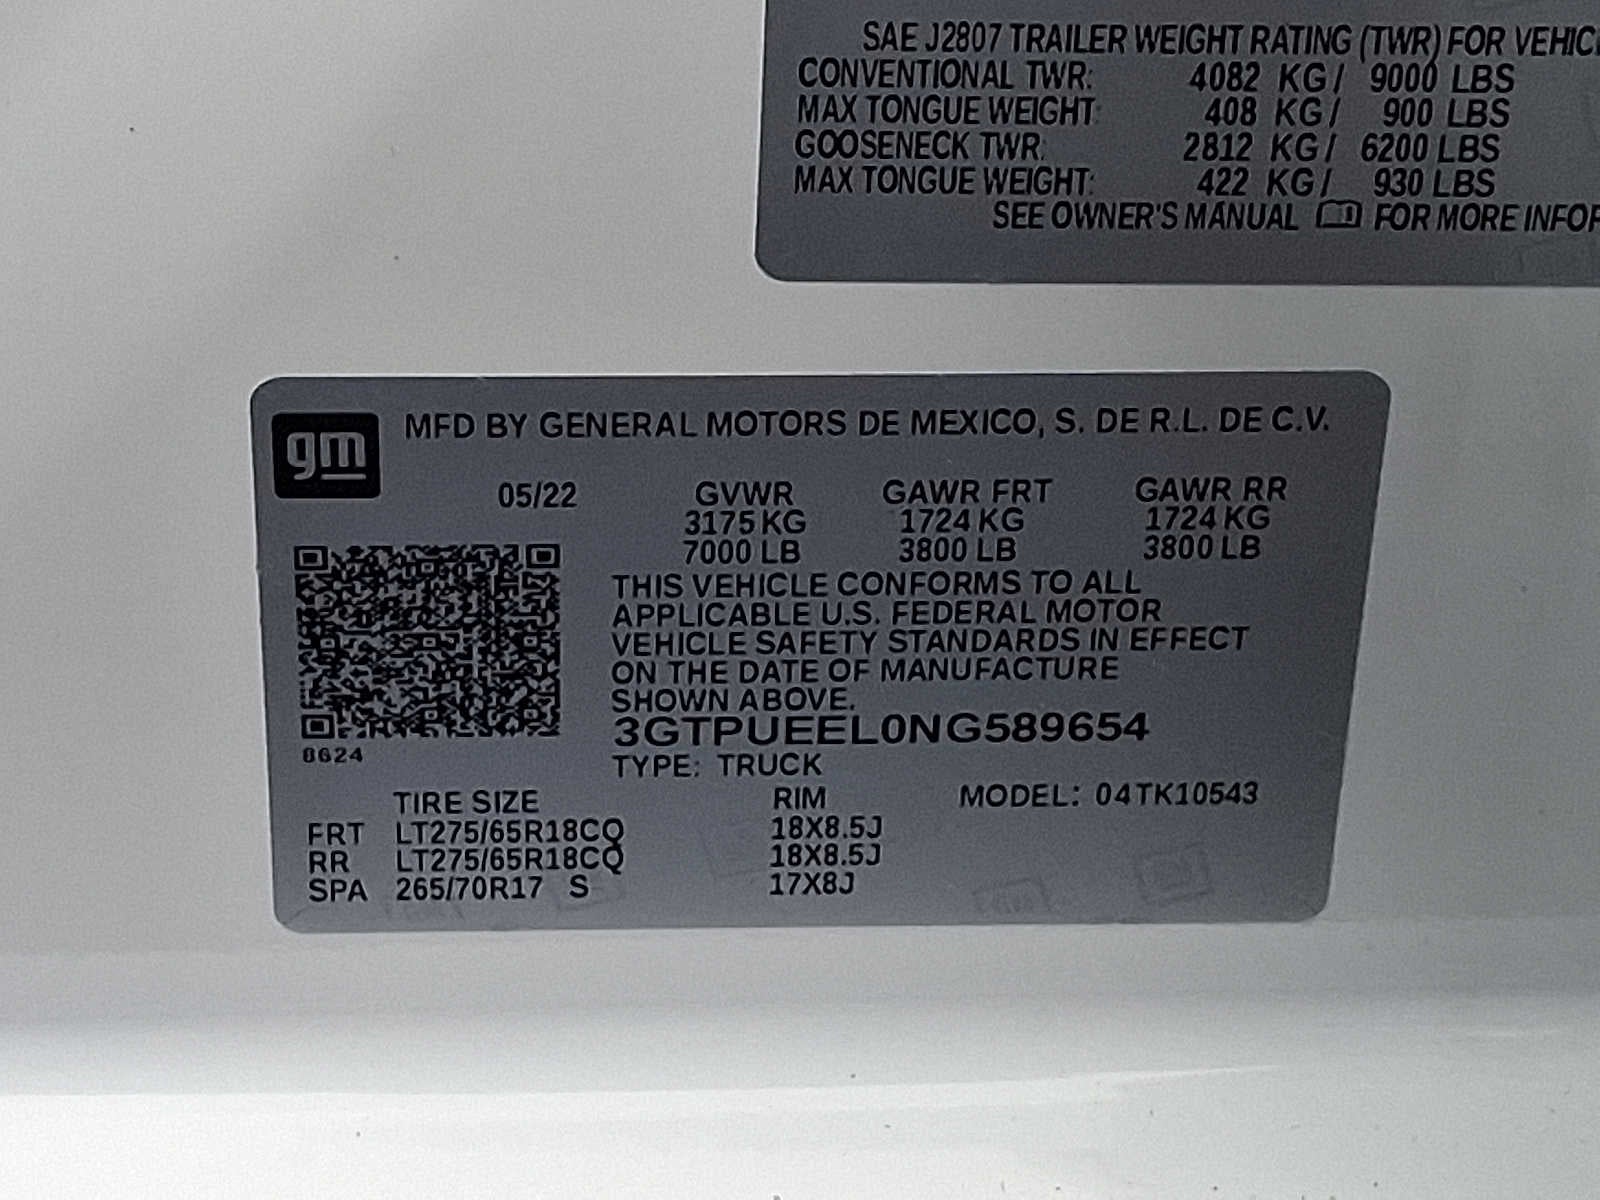 SAE J2807 TRAILER WEIGHT RATING (TWR) FOR
CONVENTIONAL TWR: 4082 KG / 9000 LBS
MAX TONGUE WEIGHT: 408 KG / 900 LBS
GOOSENECK TWR: 2812 KG / 6200 LBS
MAX TONGUE WEIGHT: 422 KG / 930 LBS
SEE OWNER'S MANUAL FOR MORE
gm
MFD BY GENERAL MOTORS DE MEXICO, S. DE R.L. DE C.V.
05/22 GVWR GAWR FRT GAWR RR
3175 KG 1724 KG 1724 KG
7000 LB 3800 LB 3800 LB
THIS VEHICLE CONFORMS TO ALL
APPLICABLE U.S. FEDERAL MOTOR
VEHICLE SAFETY STANDARDS IN EFFECT
ON THE DATE OF MANUFACTURE
SHOWN ABOVE.
3GTPUEEL0NG589654
8624
TYPE: TRUCK
TIRE SIZE RIM MODEL: 04TK10543
FRT LT275/65R18CQ 18X8.5J
RR LT275/65R18CQ 18X8.5J
SPA 265/70R17 S 17X8J